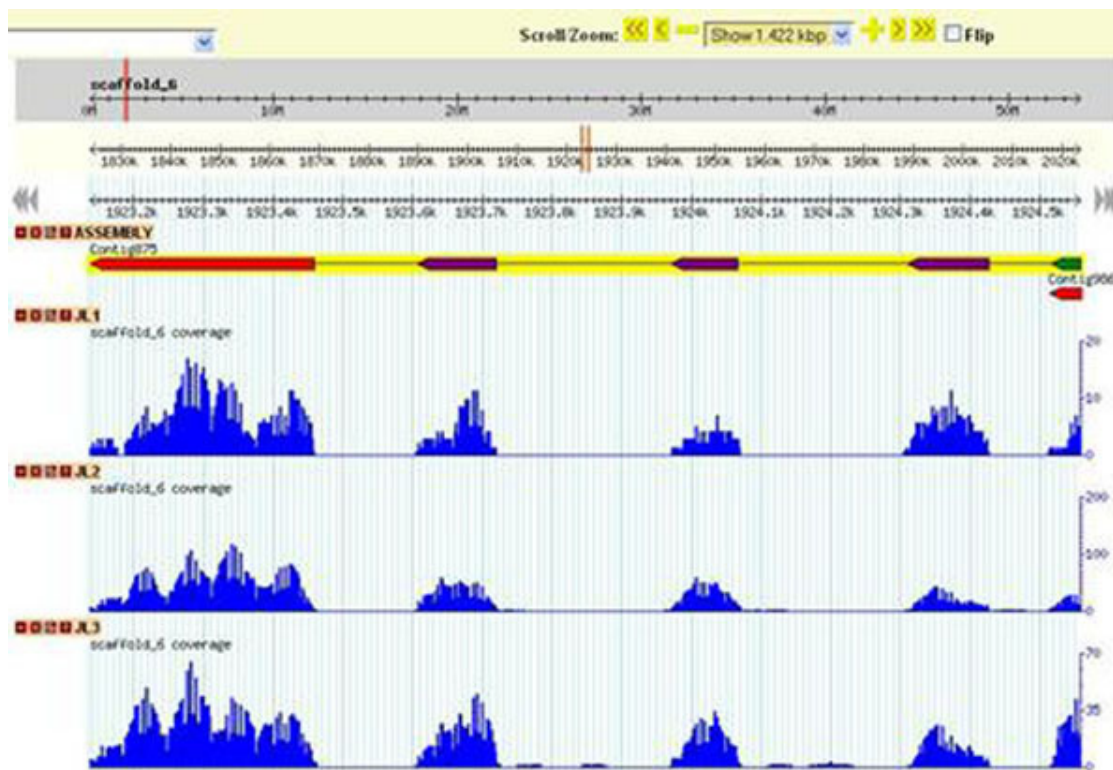 Scroll/Zoom: Show 1.422 kbp Flip
scaffold_6
0M 10M 20M 30M 40M 50M
1830k 1840k 1850k 1860k 1870k 1880k 1890k 1900k 1910k 1920k 1930k 1940k 1950k 1960k 1970k 1980k 1990k 2000k 2010k 2020k
1923.2k 1923.3k 1923.4k 1923.5k 1923.6k 1923.7k 1923.8k 1923.9k 1924k 1924.1k 1924.2k 1924.3k 1924.4k 1924.5k
ASSEMBLY
Contig875
JL1
scaffold_6 coverage
20
10
0
JL2
scaffold_6 coverage
200
100
0
JL3
scaffold_6 coverage
70
35
0